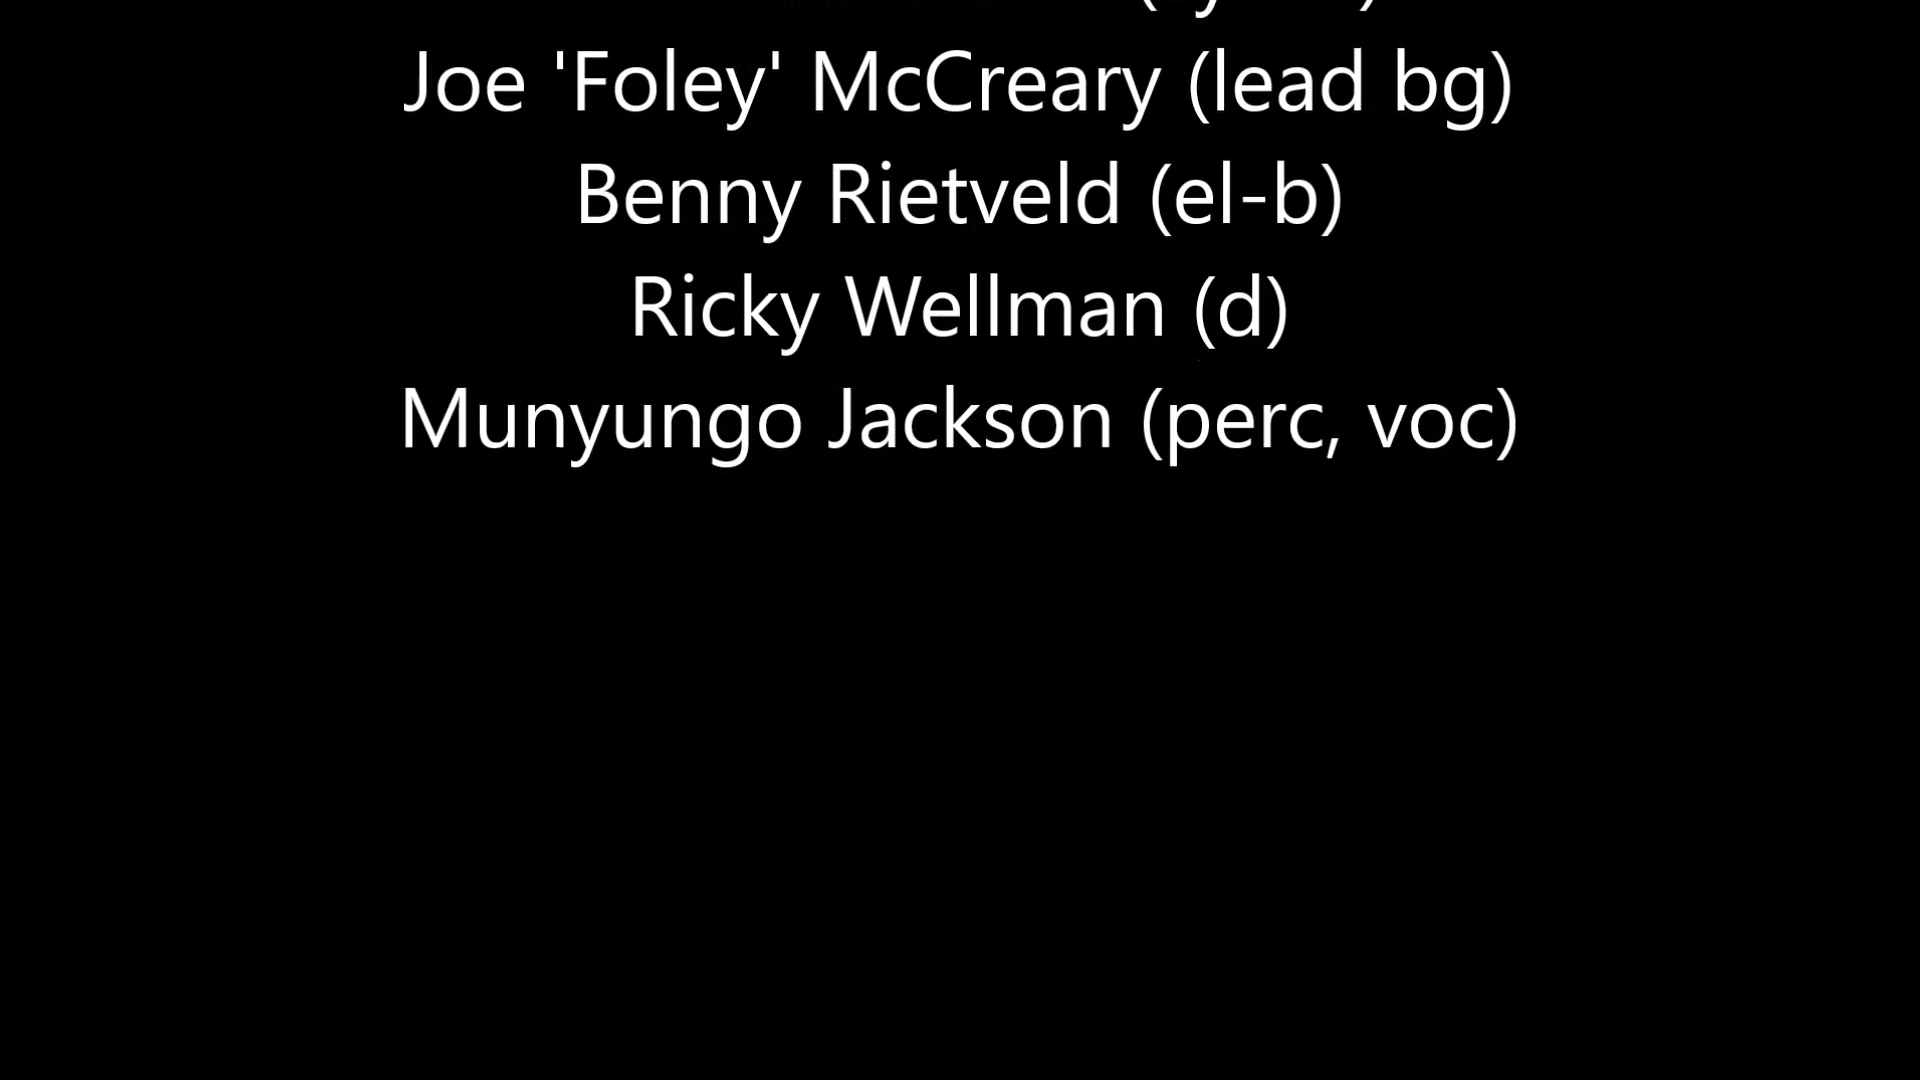 Joe 'Foley' McCreary (lead bg)
Benny Rietveld (el-b)
Ricky Wellman (d)
Munyungo Jackson (perc, voc)